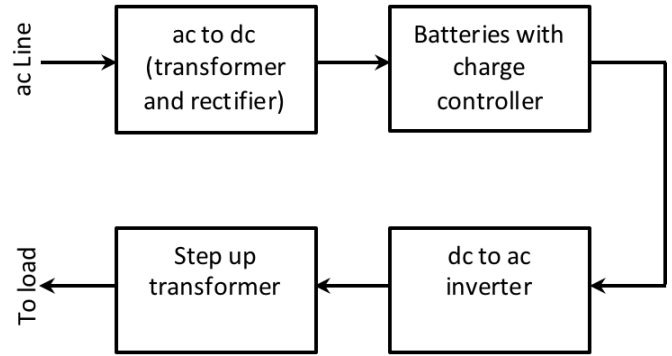 ac Line
ac to dc
(transformer
and rectifier)
Batteries with
charge
controller
To load
Step up
transformer
dc to ac
inverter